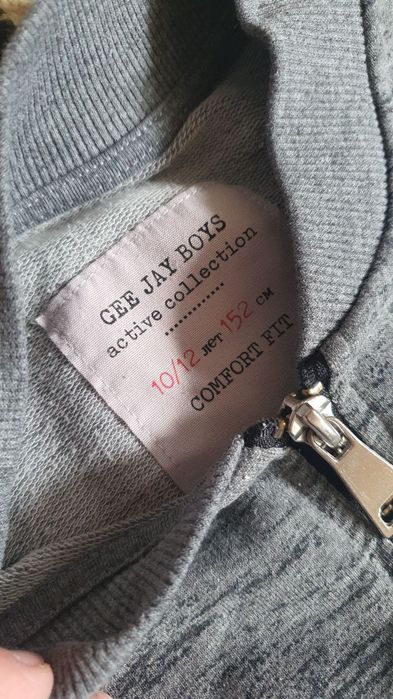 GEE JAY BOYS
active collection
10/12 лет 152 см
COMFORT FIT